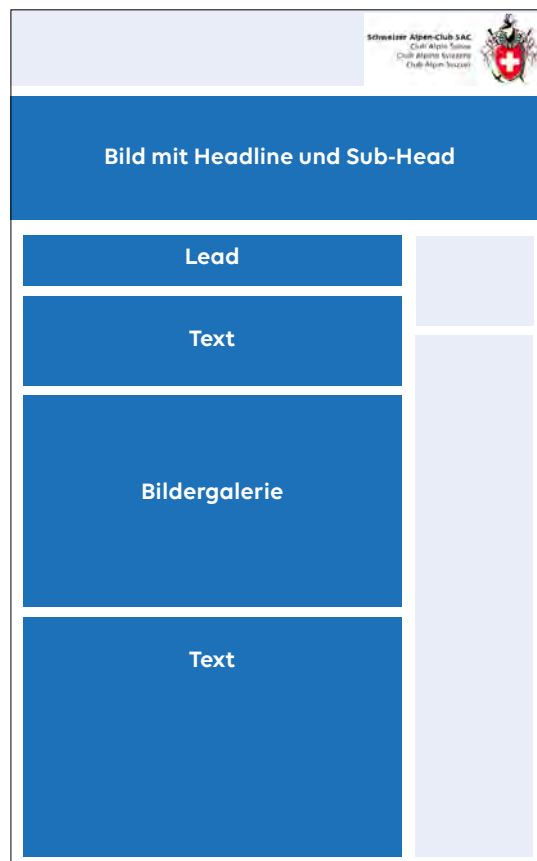 Schweizer Alpen-Club SAC
Club Alpin Suisse
Club Alpino Svizzero
Club Alpin Svizzer
Bild mit Headline und Sub-Head
Lead
Text
Bildergalerie
Text